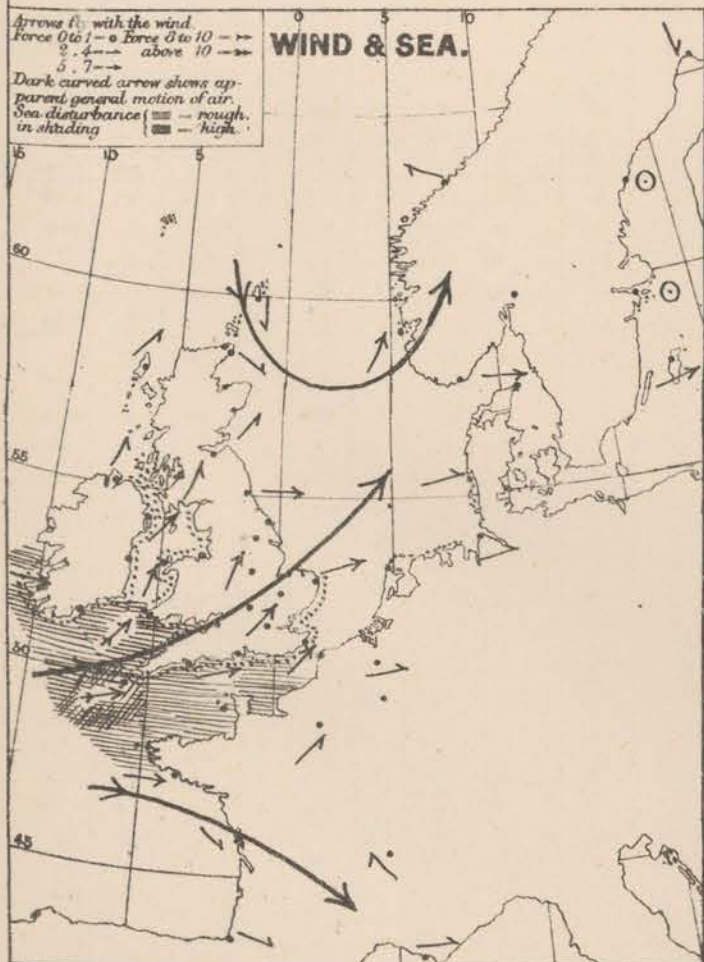 Arrows fly with the wind.
Force 0 to 1 – o Force 8 to 10 –
2 . 4 – above 10 –
5 . 7 –
Dark curved arrow shows ap-
parent general motion of air.
Sea disturbance { – rough.
in shading { – high.
WIND & SEA.
15 10 5 0 5 10
60
55
50
45